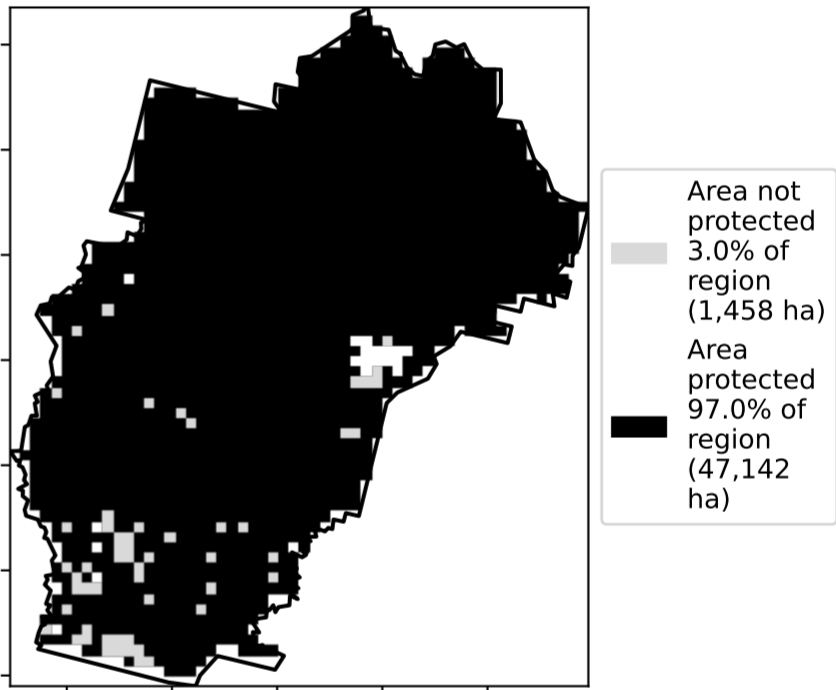 Area not
protected
3.0% of
region
(1,458 ha)
Area
protected
97.0% of
region
(47,142
ha)